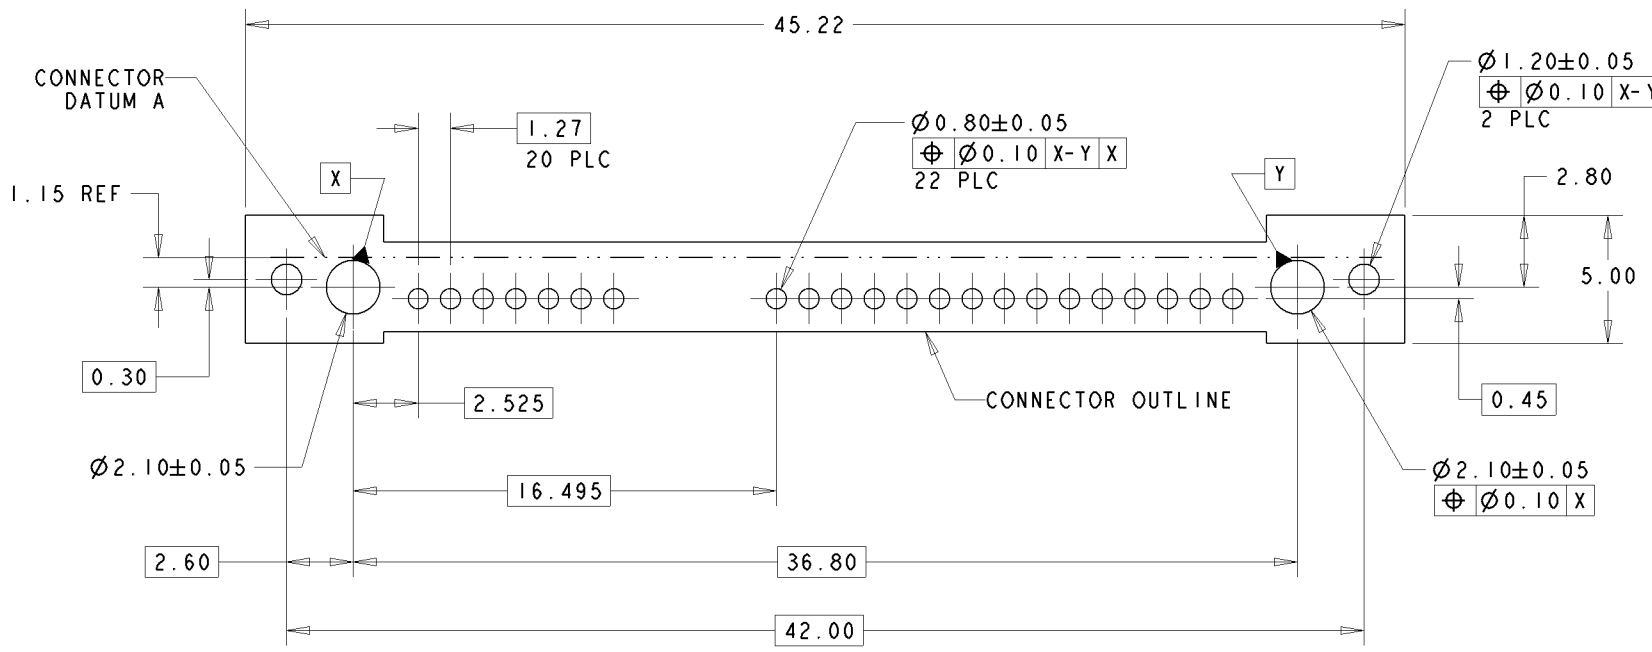 45.22
CONNECTOR
DATUM A
Ø1.20±0.05
⌖ Ø0.10 X-Y
2 PLC
1.27
20 PLC
Ø0.80±0.05
⌖ Ø0.10 X-Y X
22 PLC
X
Y
2.80
1.15 REF
5.00
0.30
2.525
CONNECTOR OUTLINE
0.45
Ø2.10±0.05
Ø2.10±0.05
⌖ Ø0.10 X
16.495
2.60
36.80
42.00